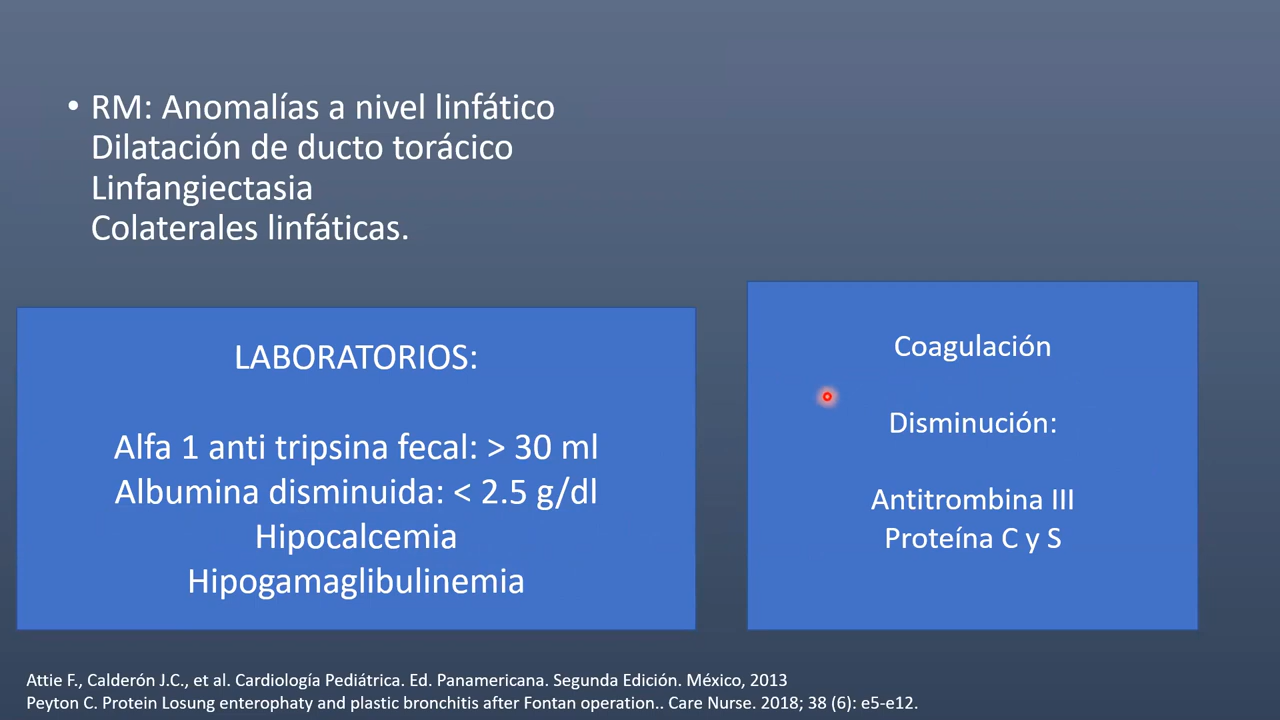 • RM: Anomalías a nivel linfático
Dilatación de ducto torácico
Linfangiectasia
Colaterales linfáticas.
LABORATORIOS:
Alfa 1 anti tripsina fecal: > 30 ml
Albumina disminuida: < 2.5 g/dl
Hipocalcemia
Hipogamaglibulinemia
Coagulación
Disminución:
Antitrombina III
Proteína C y S
Attie F., Calderón J.C., et al. Cardiología Pediátrica. Ed. Panamericana. Segunda Edición. México, 2013
Peyton C. Protein Losung enterophaty and plastic bronchitis after Fontan operation.. Care Nurse. 2018; 38 (6): e5-e12.